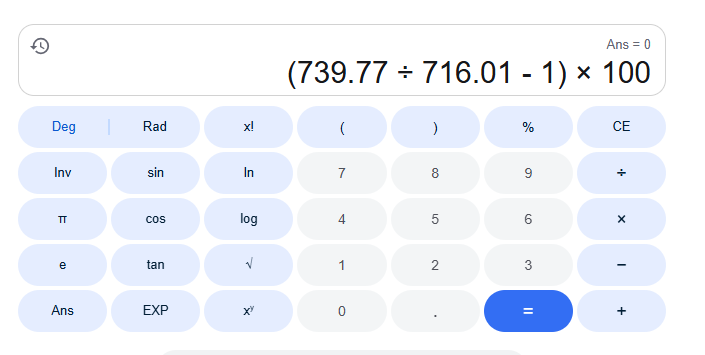 Ans = 0
(739.77 ÷ 716.01 - 1) × 100
Deg Rad x! ( ) % CE
Inv sin ln 7 8 9 ÷
π cos log 4 5 6 ×
e tan √ 1 2 3 −
Ans EXP xʸ 0 . = +